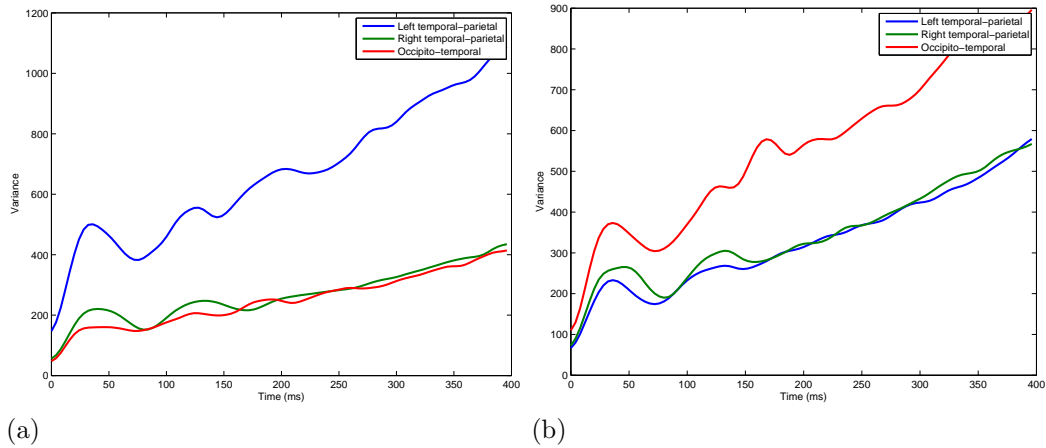 1200
1000
800
600
400
200
0
Variance
0 50 100 150 200 250 300 350 400
Time (ms)
Left temporal−parietal
Right temporal−parietal
Occipito−temporal
(a)
900
800
700
600
500
400
300
200
100
0
Variance
0 50 100 150 200 250 300 350 400
Time (ms)
Left temporal−parietal
Right temporal−parietal
Occipito−temporal
(b)